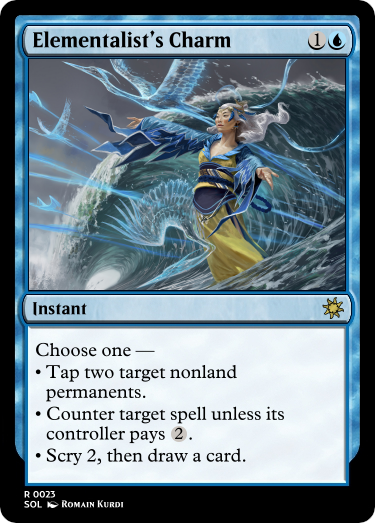 Elementalist's Charm 1
Instant
Choose one —
• Tap two target nonland
permanents.
• Counter target spell unless its
controller pays 2.
• Scry 2, then draw a card.
R 0023
SOL Romain Kurdi